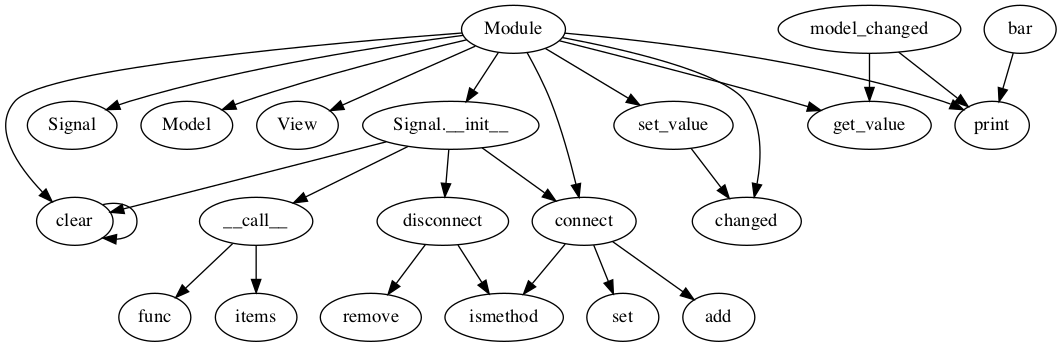 Module
model_changed
bar
Signal
Model
View
Signal.__init__
set_value
get_value
print
clear
__call__
disconnect
connect
changed
func
items
remove
ismethod
set
add